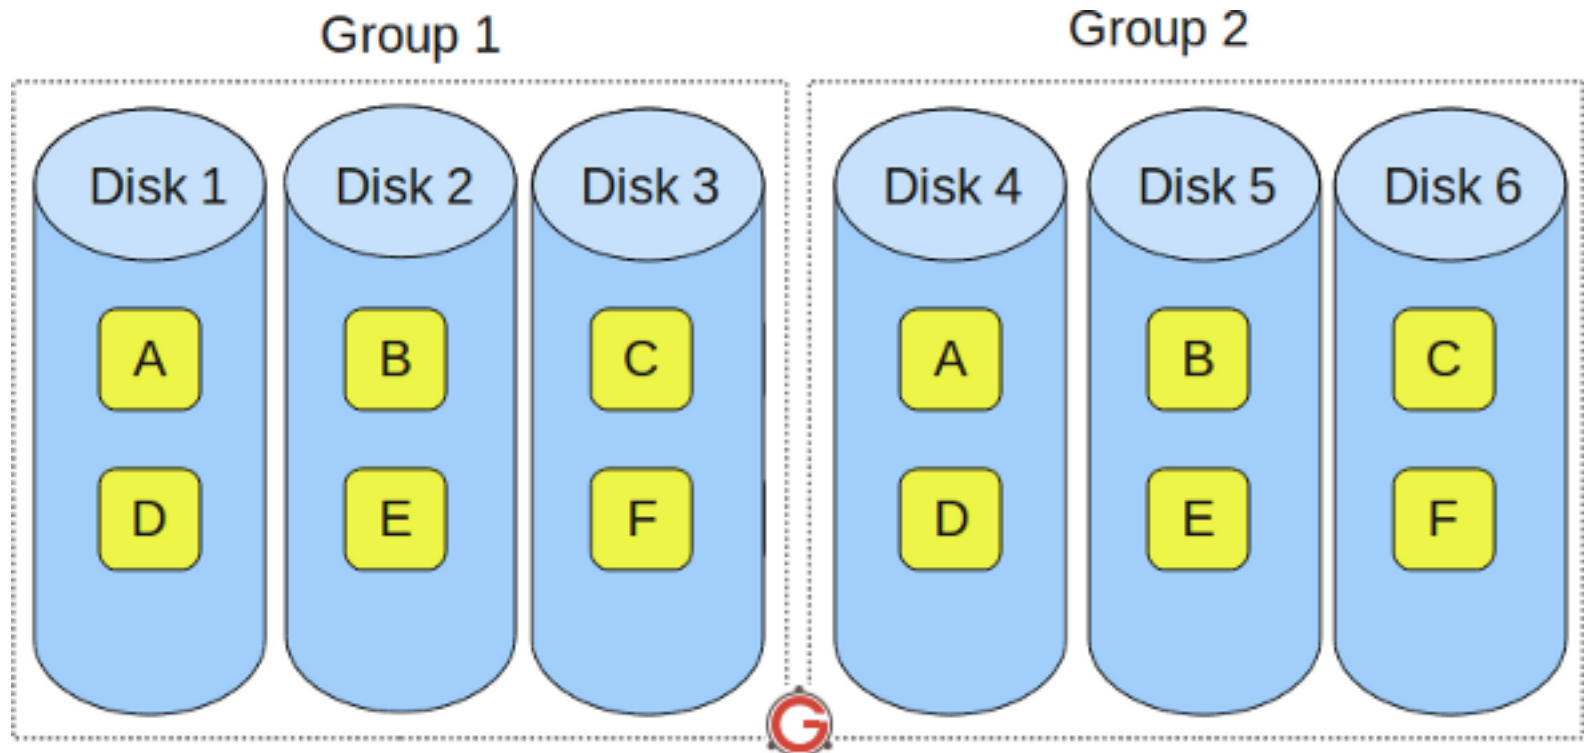 Group 1
Group 2
Disk 1
Disk 2
Disk 3
Disk 4
Disk 5
Disk 6
A
B
C
A
B
C
D
E
F
D
E
F
G